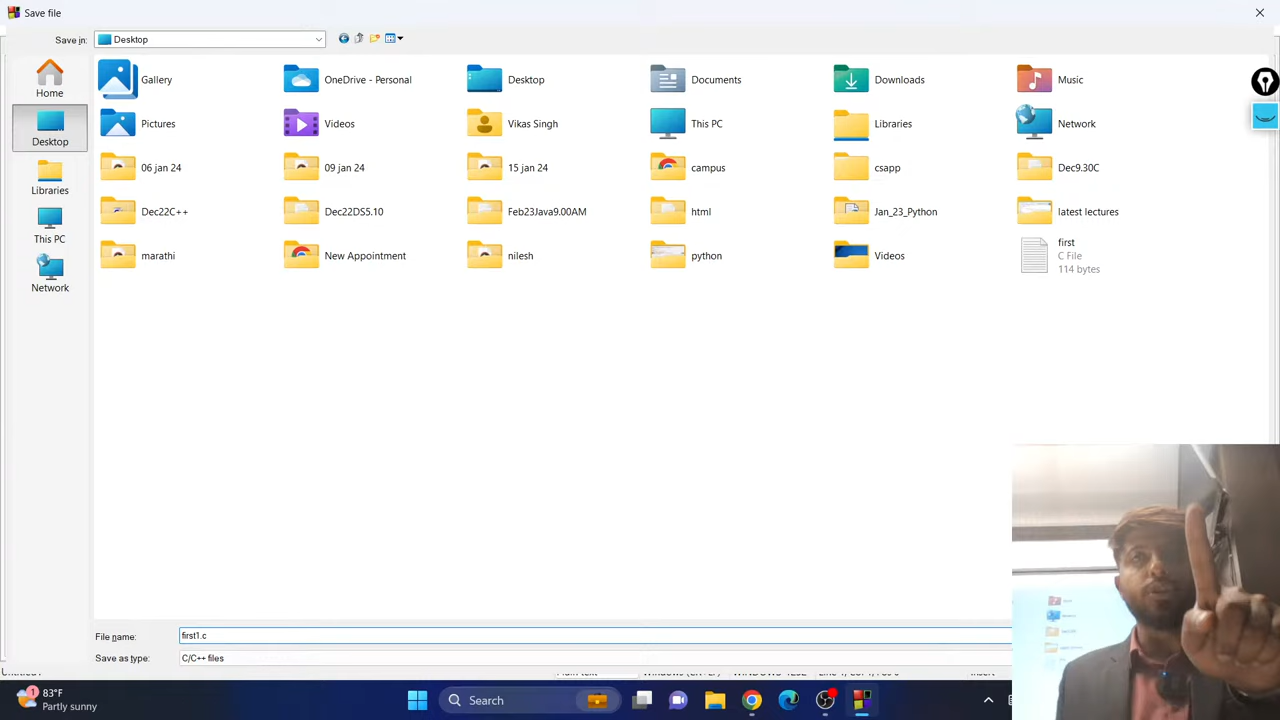 Save file
Save in:
Desktop
Home
Desktop
Libraries
This PC
Network
Gallery
OneDrive - Personal
Desktop
Documents
Downloads
Music
Pictures
Videos
Vikas Singh
This PC
Libraries
Network
06 jan 24
09 jan 24
15 jan 24
campus
csapp
Dec9.30C
Dec22C++
Dec22DS5.10
Feb23Java9.00AM
html
Jan_23_Python
latest lectures
marathi
New Appointment
nilesh
python
Videos
first
C File
114 bytes
File name:
first1.c
Save as type:
C/C++ files
1
83°F
Partly sunny
Search